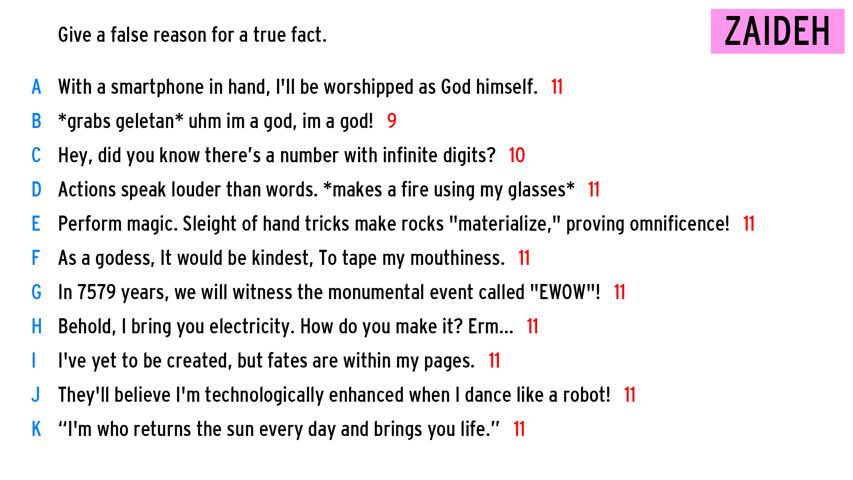 Give a false reason for a true fact.
ZAIDEH
A With a smartphone in hand, I'll be worshipped as God himself. 11
B *grabs geletan* uhm im a god, im a god! 9
C Hey, did you know there's a number with infinite digits? 10
D Actions speak louder than words. *makes a fire using my glasses* 11
E Perform magic. Sleight of hand tricks make rocks "materialize," proving omnificence! 11
F As a godess, It would be kindest, To tape my mouthiness. 11
G In 7579 years, we will witness the monumental event called "EWOW"! 11
H Behold, I bring you electricity. How do you make it? Erm... 11
I I've yet to be created, but fates are within my pages. 11
J They'll believe I'm technologically enhanced when I dance like a robot! 11
K “I'm who returns the sun every day and brings you life.” 11